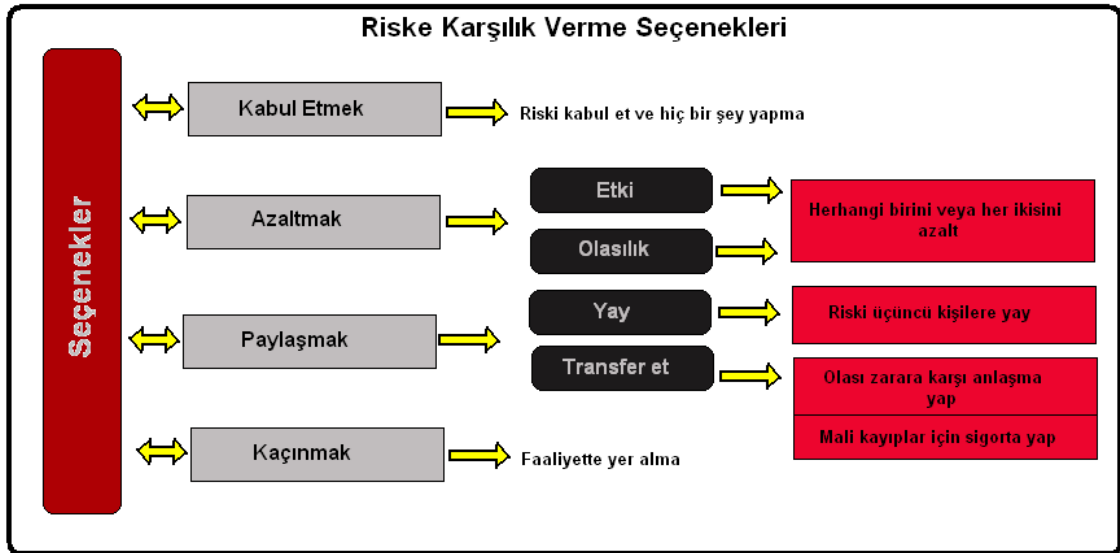 Riske Karşılık Verme Seçenekleri
Seçenekler
Kabul Etmek
Riski kabul et ve hiç bir şey yapma
Azaltmak
Etki
Olasılık
Herhangi birini veya her ikisini
azalt
Paylaşmak
Yay
Riski üçüncü kişilere yay
Transfer et
Olası zarara karşı anlaşma
yap
Mali kayıplar için sigorta yap
Kaçınmak
Faaliyette yer alma